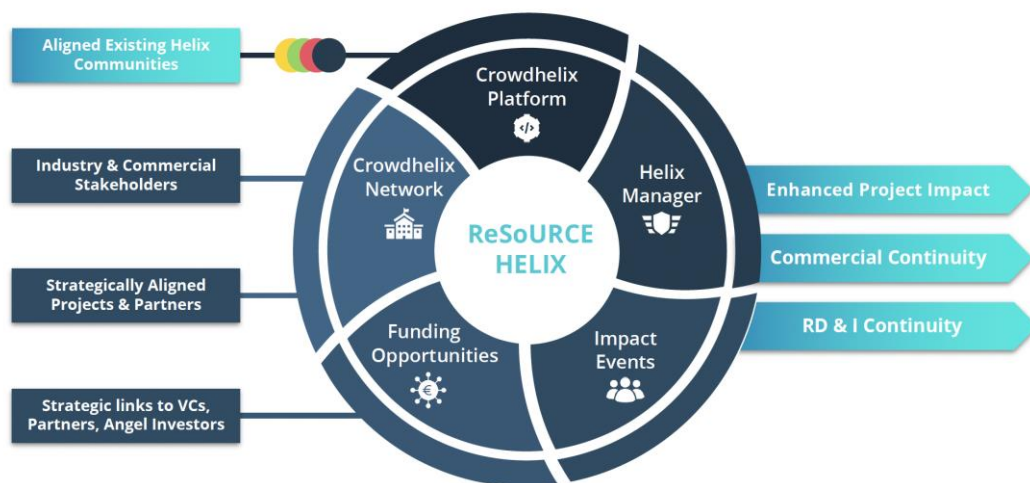 Aligned Existing Helix
Communities
Industry & Commercial
Stakeholders
Strategically Aligned
Projects & Partners
Strategic links to VCs,
Partners, Angel Investors
Crowdhelix
Platform
</>
Crowdhelix
Network
Helix
Manager
ReSoURCE
HELIX
Funding
Opportunities
€
Impact
Events
Enhanced Project Impact
Commercial Continuity
RD & I Continuity